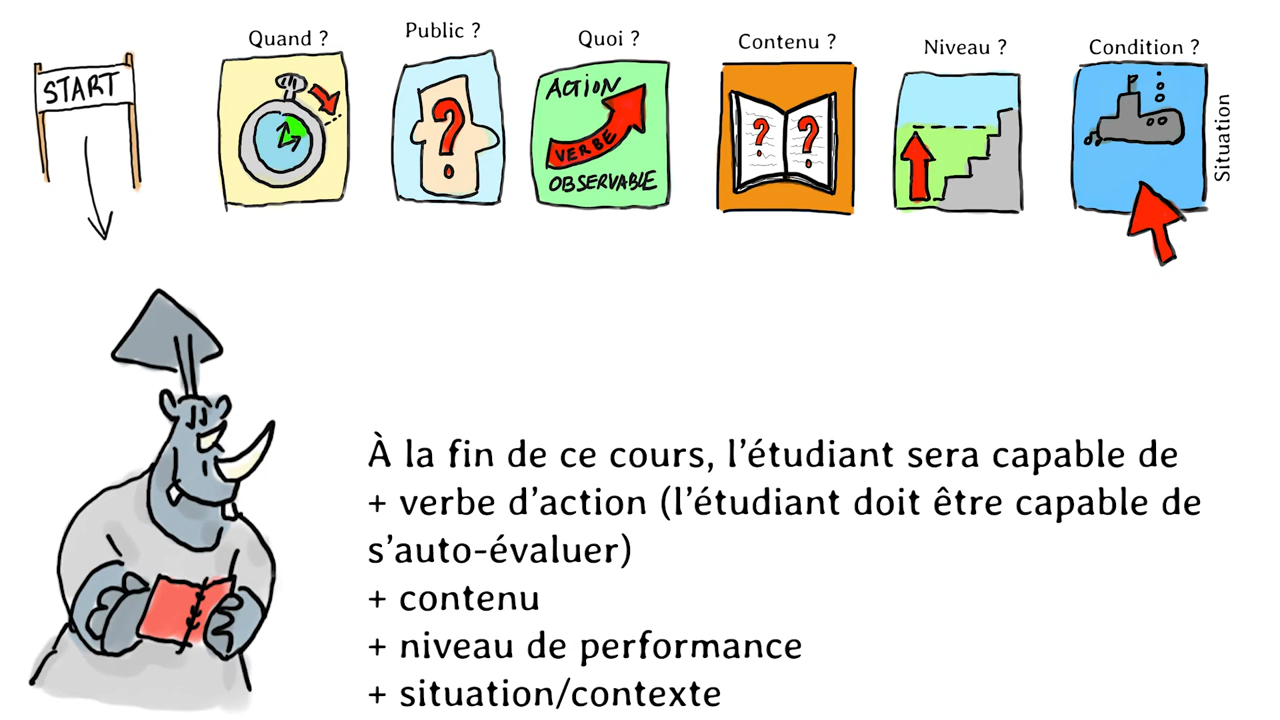 Quand ?
Public ?
Quoi ?
Contenu ?
Niveau ?
Condition ?
START
ACTION
VERBE
OBSERVABLE
?
? ?
Situation
À la fin de ce cours, l'étudiant sera capable de
+ verbe d'action (l'étudiant doit être capable de
s'auto-évaluer)
+ contenu
+ niveau de performance
+ situation/contexte